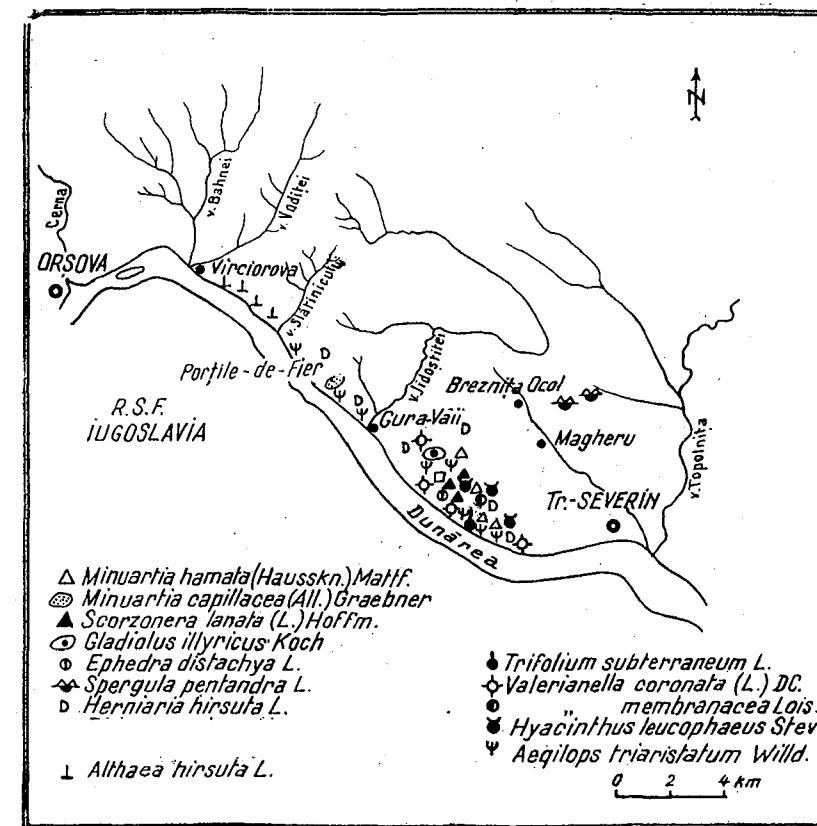 N
Cerna
v. Bahnei
v. Vodiței
ORȘOVA
Vîrciorova
v. Slătinicului
Porțile-de-Fier
v. Jidoștiței
Breznița Ocol
R.S.F.
IUGOSLAVIA
Gura-Văii
Magheru
v. Topolnița
Tr.-SEVERIN
Dunărea
Minuartia hamata (Hausskn.) Mattf.
Minuartia capillacea (All.) Graebner
Scorzonera lanata (L.) Hoffm.
Gladiolus illyricus Koch
Ephedra distachya L.
Spergula pentandra L.
Herniaria hirsuta L.
Althaea hirsuta L.
Trifolium subterraneum L.
Valerianella coronata (L.) DC.
„ membranacea Lois.
Hyacinthus leucophaeus Stev
Aegilops triaristatum Willd.
0 2 4 km